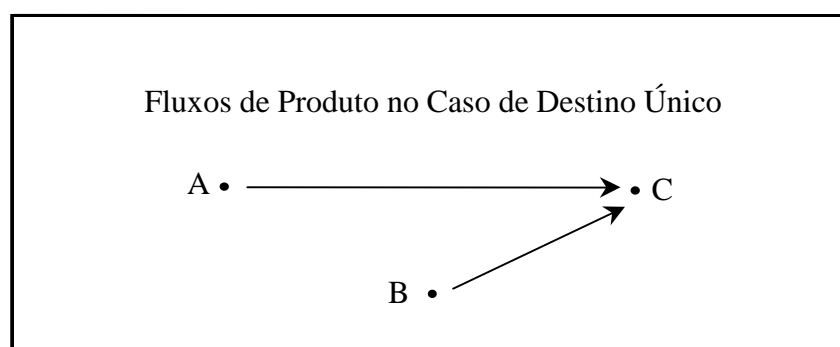 Fluxos de Produto no Caso de Destino Único
A • • C
B •